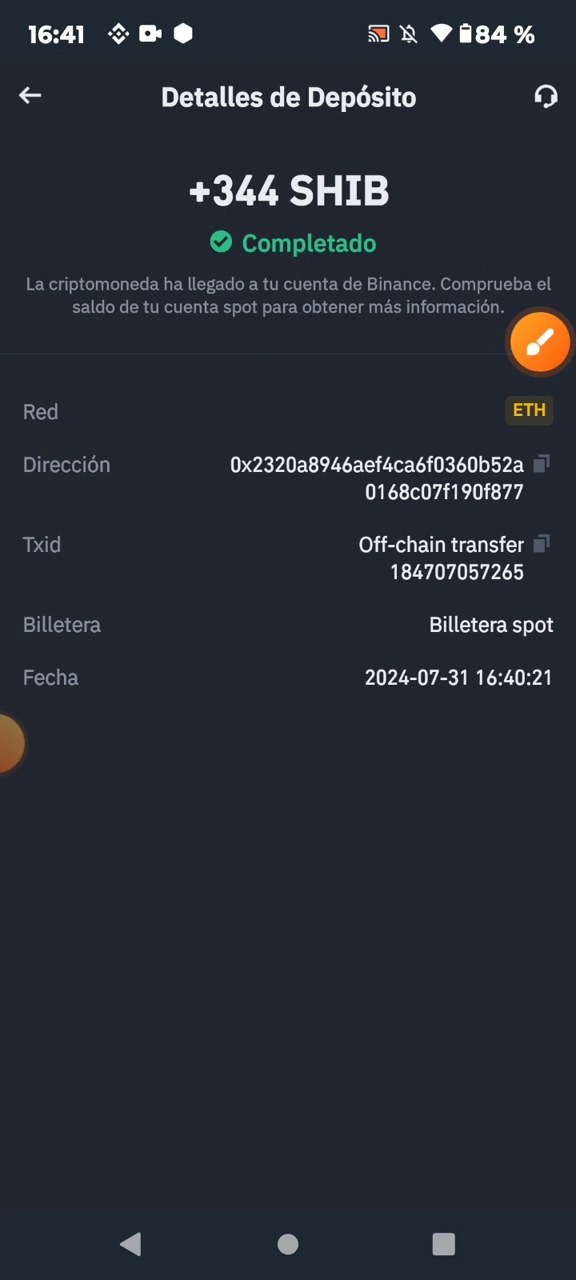 16:41
84 %
Detalles de Depósito
+344 SHIB
Completado
La criptomoneda ha llegado a tu cuenta de Binance. Comprueba el
saldo de tu cuenta spot para obtener más información.
Red
ETH
Dirección
0x2320a8946aef4ca6f0360b52a
0168c07f190f877
Txid
Off-chain transfer
184707057265
Billetera
Billetera spot
Fecha
2024-07-31 16:40:21